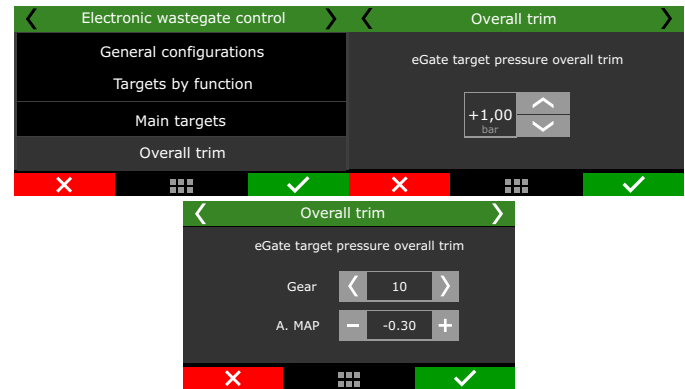 Electronic wastegate control
General configurations
Targets by function
Main targets
Overall trim
Overall trim
eGate target pressure overall trim
+1,00
bar
Overall trim
eGate target pressure overall trim
Gear 10
A. MAP -0.30